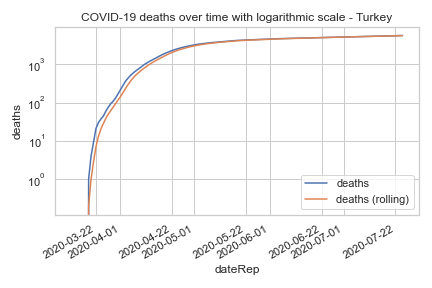 COVID-19 deaths over time with logarithmic scale - Turkey
deaths
10³
10²
10¹
10⁰
deaths
deaths (rolling)
2020-03-22
2020-04-01
2020-04-22
2020-05-01
2020-05-22
2020-06-01
2020-06-22
2020-07-01
2020-07-22
dateRep